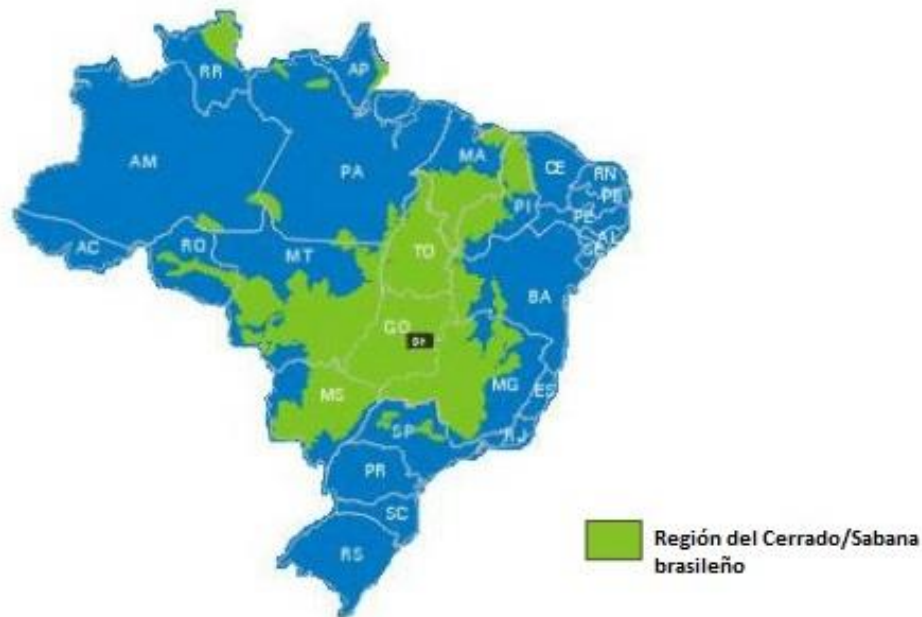 RR
AP
AM
PA
MA
CE
RN
PB
PI
PE
AL
SE
AC
RO
MT
TO
BA
GO
DF
MS
MG
ES
SP
RJ
PR
SC
RS
Región del Cerrado/Sabana
brasileño